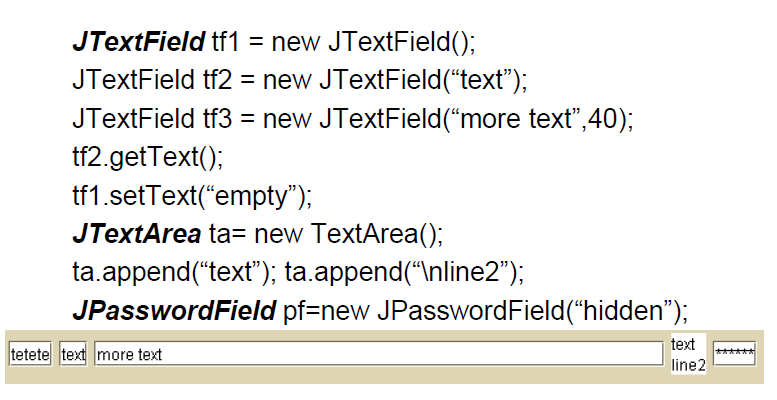 JTextField tf1 = new JTextField();
JTextField tf2 = new JTextField(“text”);
JTextField tf3 = new JTextField(“more text”,40);
tf2.getText();
tf1.setText(“empty”);
JTextArea ta= new TextArea();
ta.append(“text”); ta.append(“\nline2”);
JPasswordField pf=new JPasswordField(“hidden”);
tetete text more text text
line2 ******